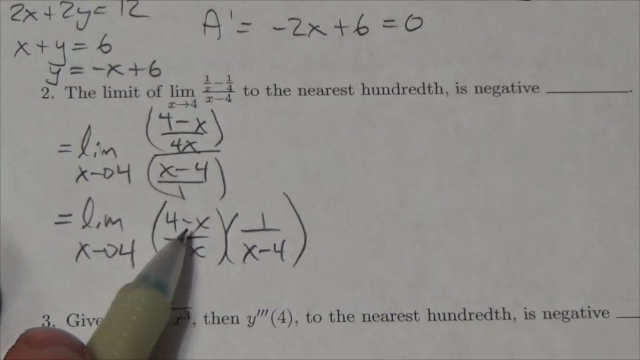 2x+2y=12
A' = -2x+6 = 0
x+y=6
y=-x+6
2. The limit of lim x→4 (1/x − 1/4)/(x−4) to the nearest hundredth, is negative
= lim x→4 ((4-x)/4x)/((x-4)/1)
= lim x→4 ((4-x)/ x)(1/(x-4))
3. Give , then y'''(4), to the nearest hundredth, is negative